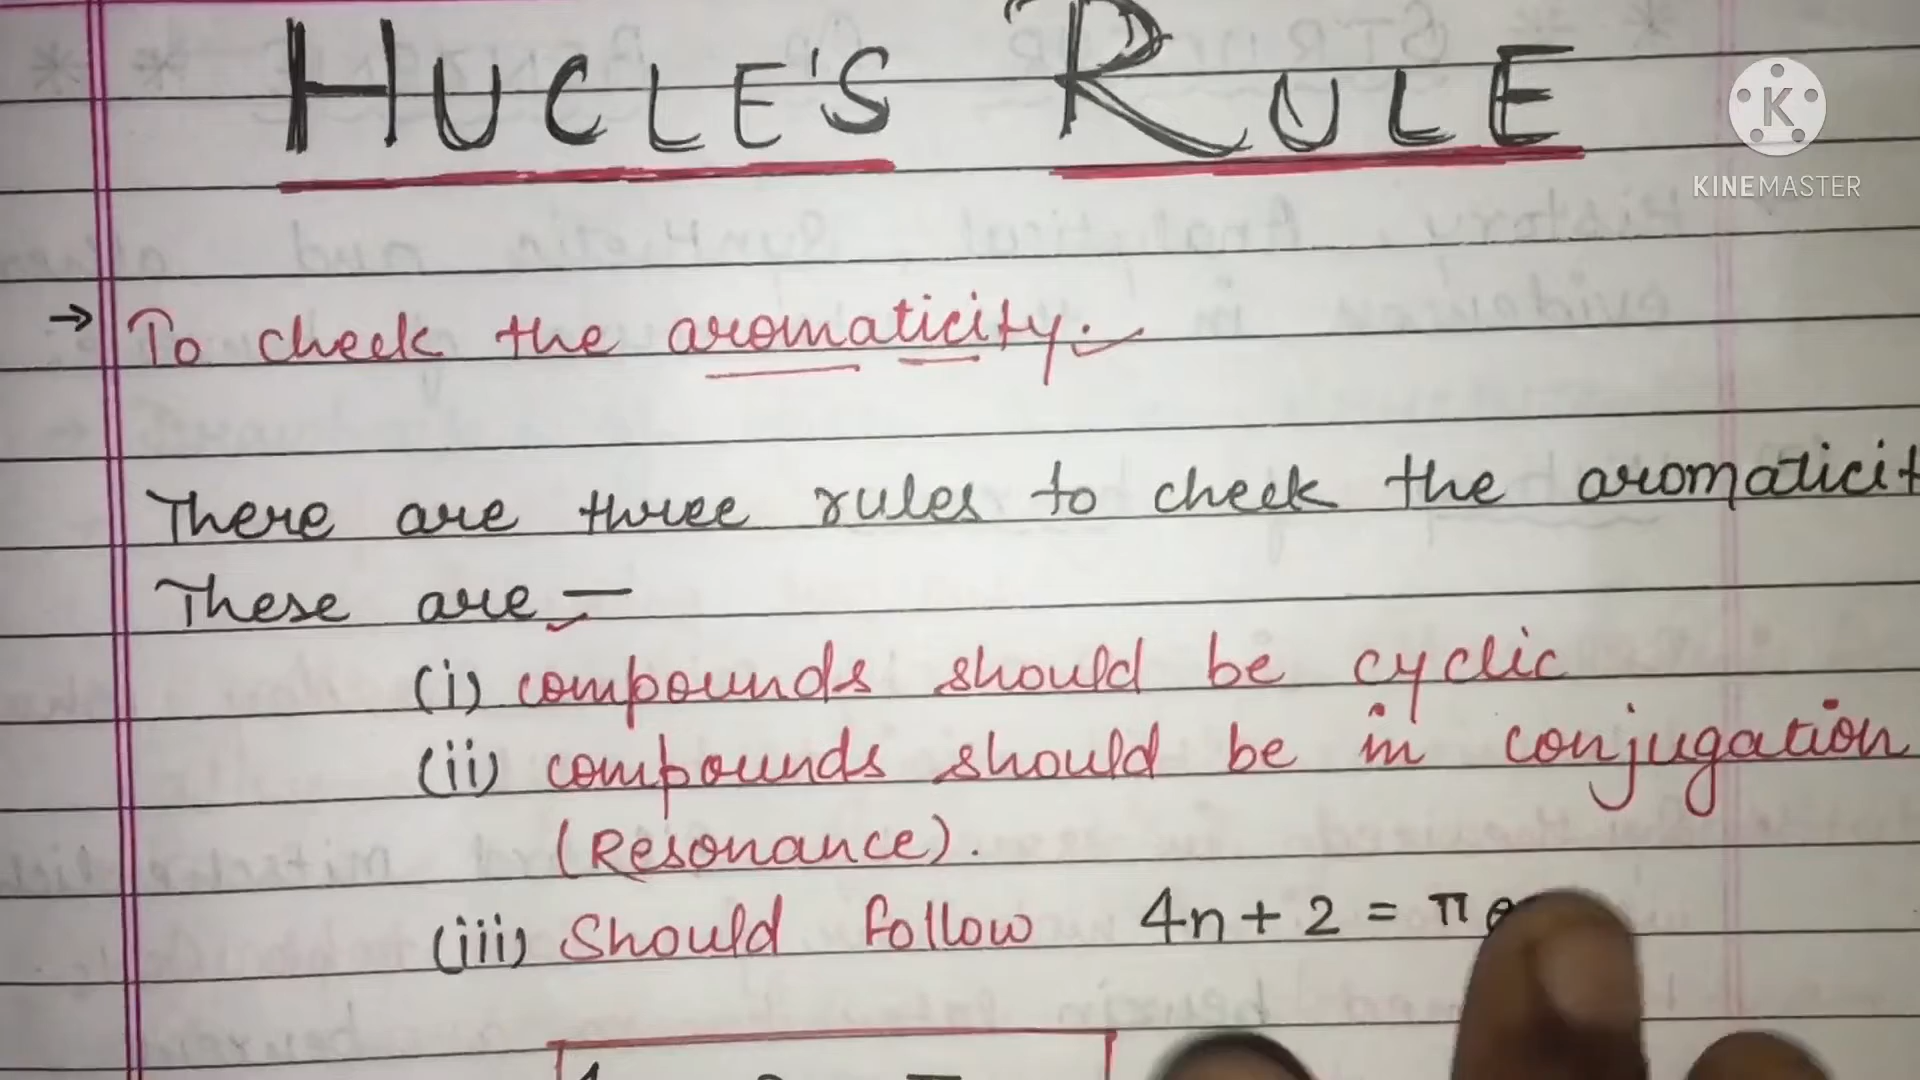 HUCLE'S RULE
K
KINEMASTER
→ To check the aromaticity.
There are three rules to check the aromaticit
These are –
(i) compounds should be cyclic
(ii) compounds should be in conjugation
(Resonance).
(iii) Should follow 4n + 2 = π e